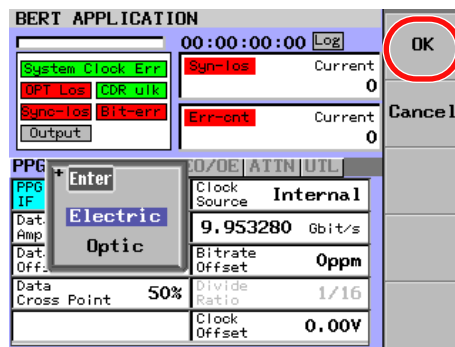 BERT APPLICATION
00:00:00:00 Log
OK
System Clock Err
Syn-los Current
OPT Los CDR ulk
0
Sync-los Bit-err
Err-cnt Current
Cancel
Output
0
PPG EO/OE ATTN UTL
Enter
PPG IF
Clock Source Internal
Electric
Data Amp
9.953280 Gbit/s
Optic
Data Offs
Bitrate Offset 0ppm
Data Cross Point 50%
Divide Ratio 1/16
Clock Offset 0.00V